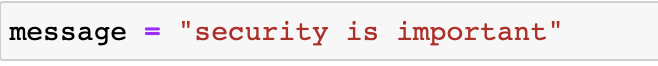 message = "security is important"